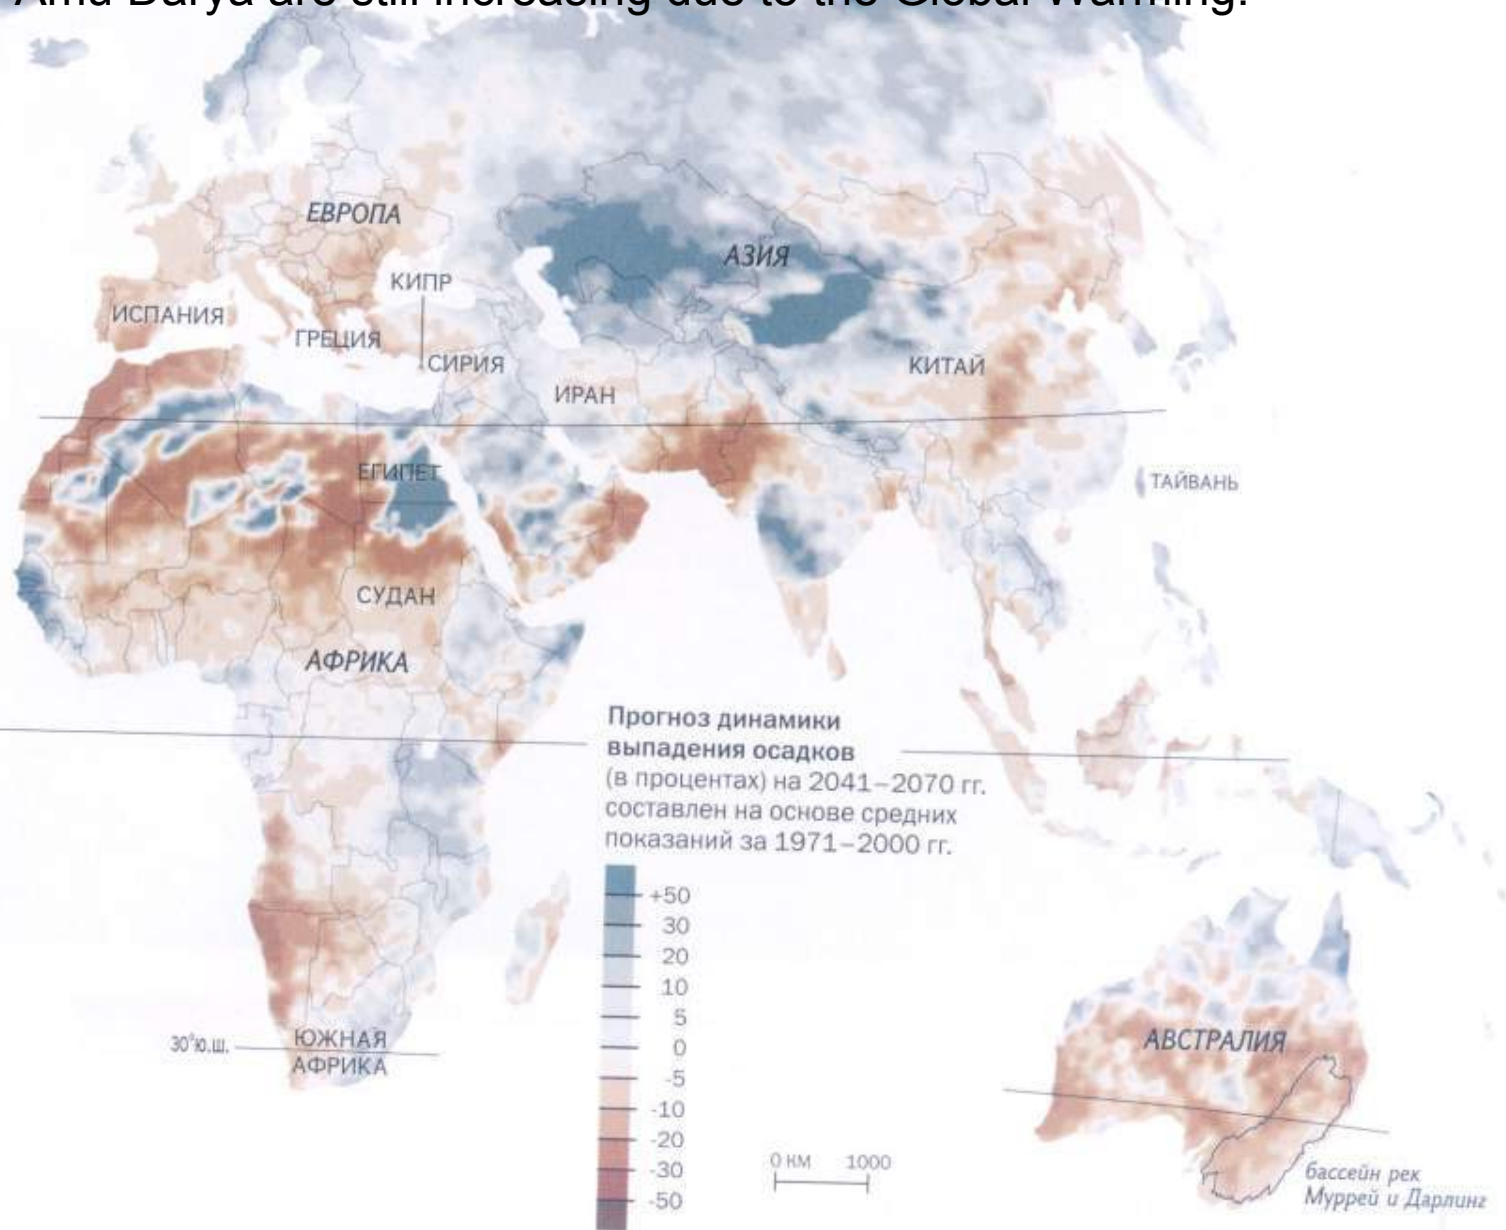 Amu Darya are still increasing due to the Global Warming.
ЕВРОПА
АЗИЯ
КИПР
ИСПАНИЯ
ГРЕЦИЯ
СИРИЯ
КИТАЙ
ИРАН
ЕГИПЕТ
ТАЙВАНЬ
СУДАН
АФРИКА
Прогноз динамики
выпадения осадков
(в процентах) на 2041–2070 гг.
составлен на основе средних
показаний за 1971–2000 гг.
+50
30
20
10
5
0
-5
-10
-20
-30
-50
30°ю.ш.
ЮЖНАЯ
АФРИКА
АВСТРАЛИЯ
0 КМ 1000
бассейн рек
Муррей и Дарлинг